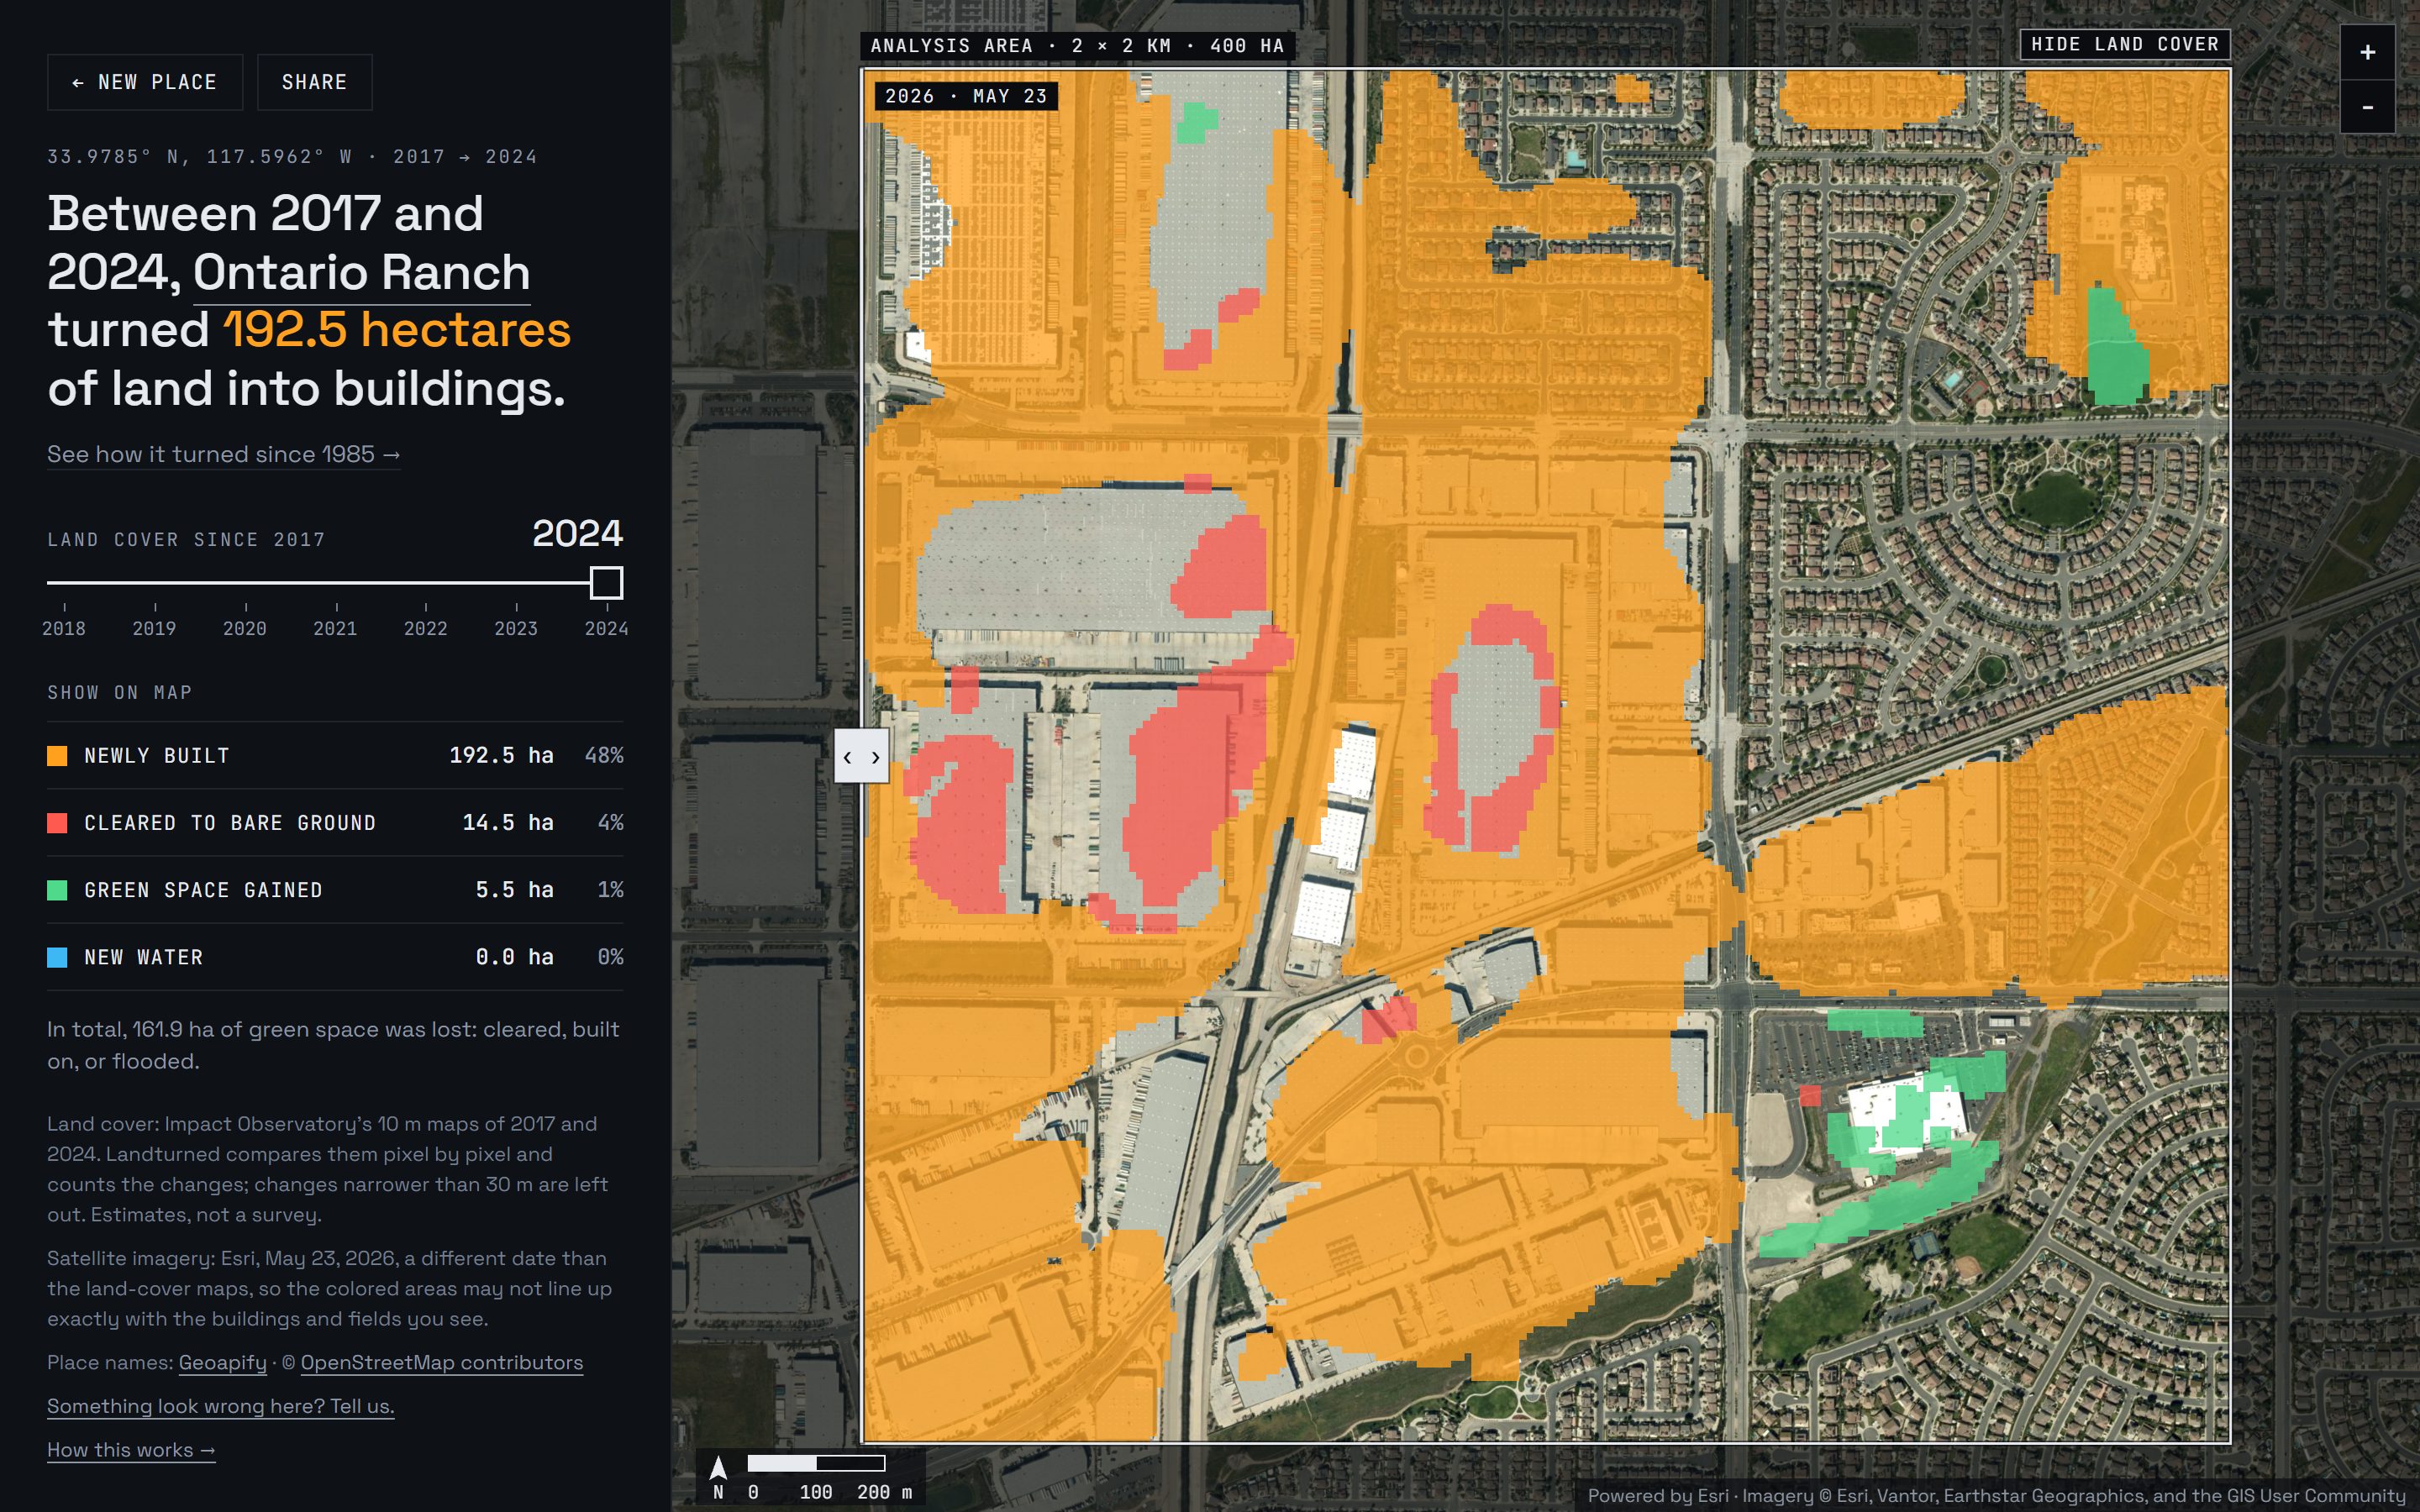 ← NEW PLACE
SHARE
33.9785° N, 117.5962° W · 2017 → 2024
Between 2017 and
2024, Ontario Ranch
turned 192.5 hectares
of land into buildings.
See how it turned since 1985 →
LAND COVER SINCE 2017 2024
2018 2019 2020 2021 2022 2023 2024
SHOW ON MAP
NEWLY BUILT 192.5 ha 48%
CLEARED TO BARE GROUND 14.5 ha 4%
GREEN SPACE GAINED 5.5 ha 1%
NEW WATER 0.0 ha 0%
In total, 161.9 ha of green space was lost: cleared, built
on, or flooded.
Land cover: Impact Observatory's 10 m maps of 2017 and
2024. Landturned compares them pixel by pixel and
counts the changes; changes narrower than 30 m are left
out. Estimates, not a survey.
Satellite imagery: Esri, May 23, 2026, a different date than
the land-cover maps, so the colored areas may not line up
exactly with the buildings and fields you see.
Place names: Geoapify · © OpenStreetMap contributors
Something look wrong here? Tell us.
How this works →
ANALYSIS AREA · 2 × 2 KM · 400 HA
HIDE LAND COVER
+
-
2026 · MAY 23
‹ ›
N 0 100 200 m
Powered by Esri · Imagery © Esri, Vantor, Earthstar Geographics, and the GIS User Community